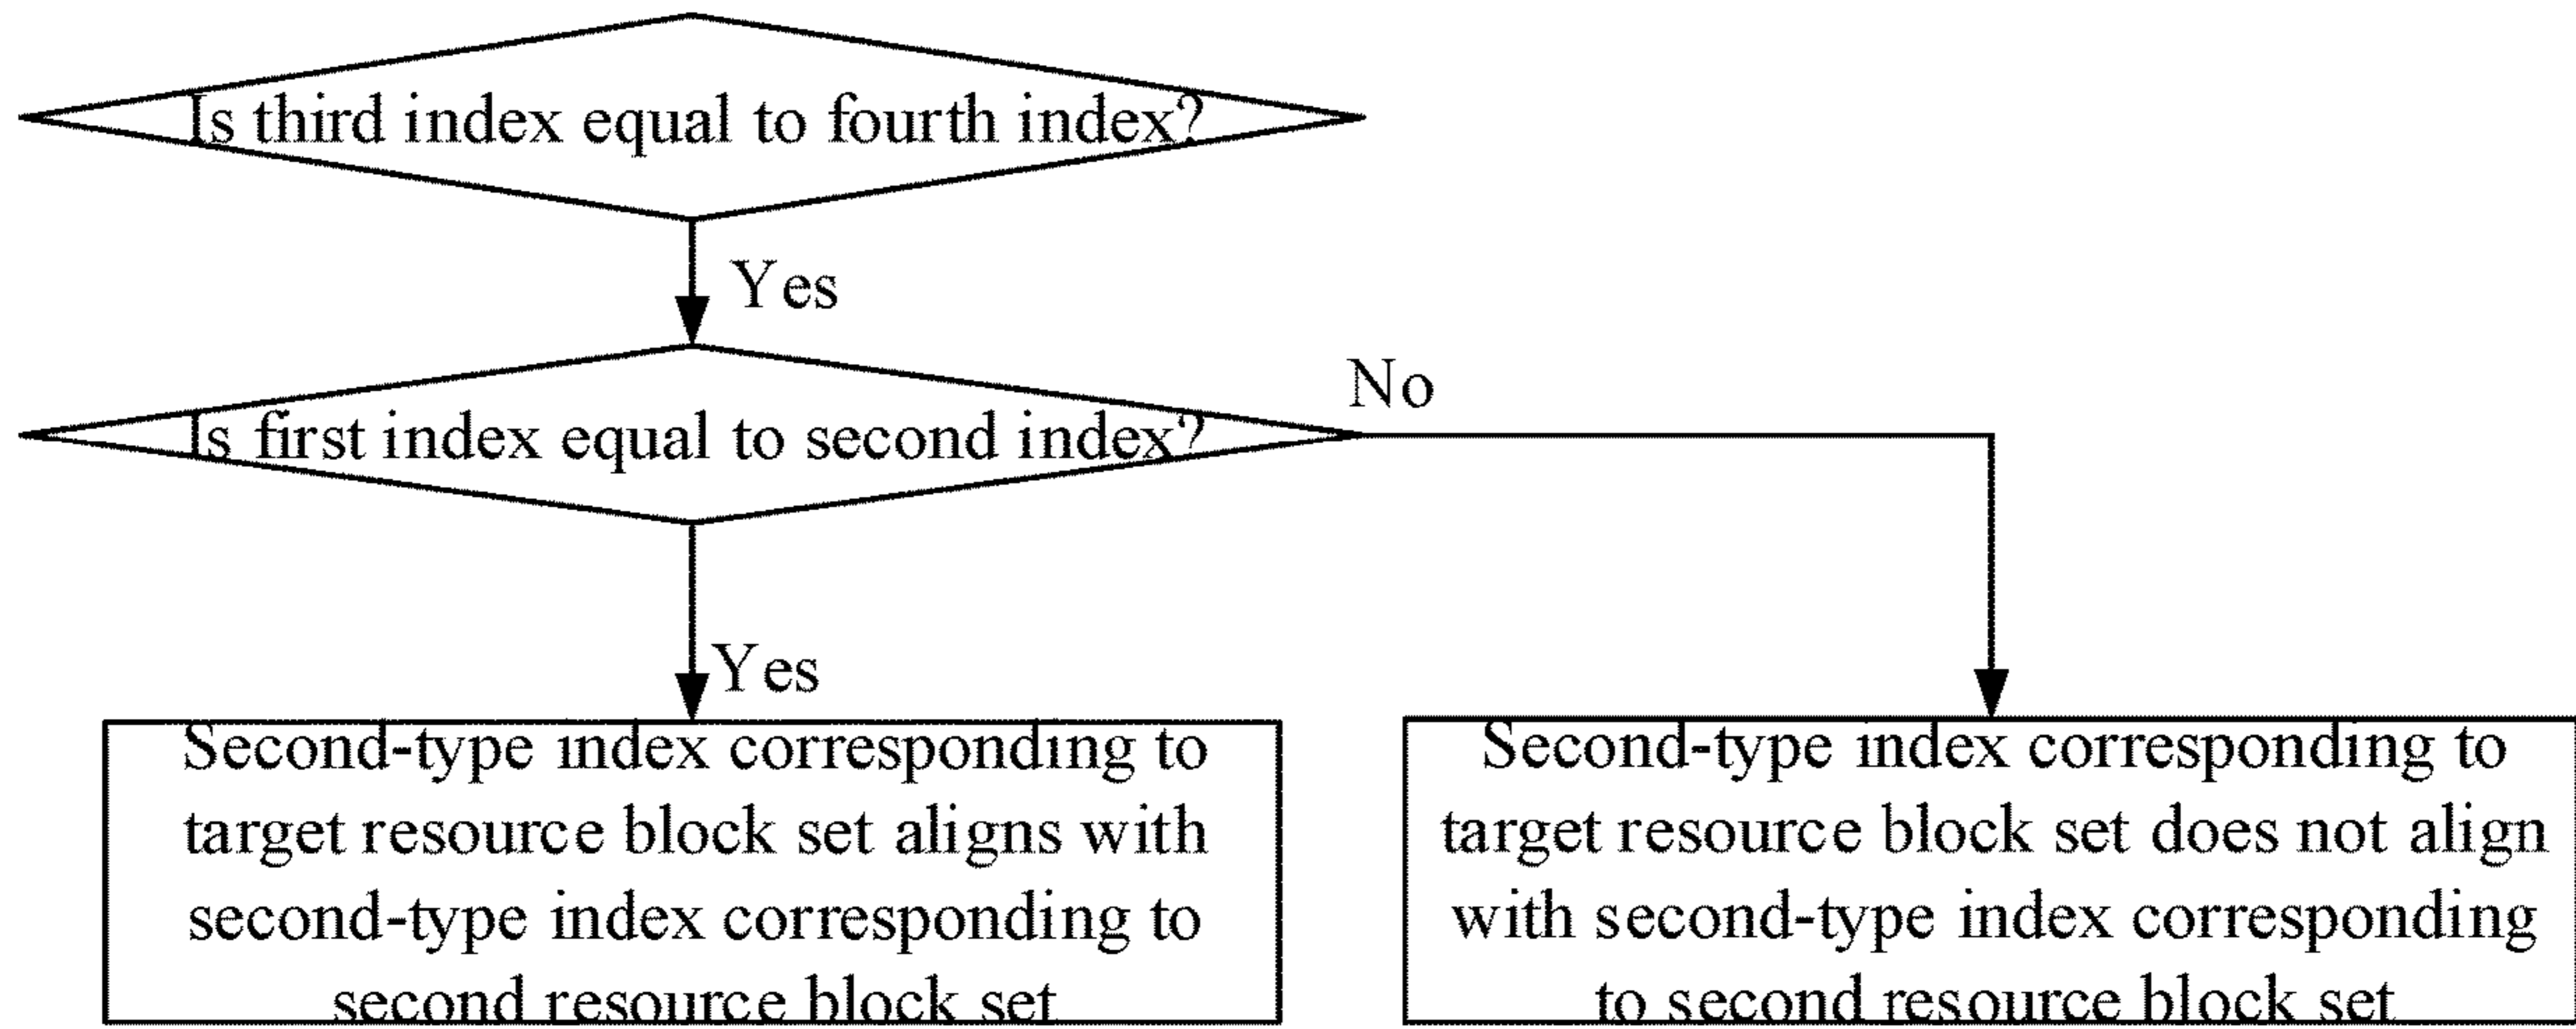 Is third index equal to fourth index?
Yes
Is first index equal to second index?
No
Yes
Second-type index corresponding to
target resource block set aligns with
second-type index corresponding to
second resource block set
Second-type index corresponding to
target resource block set does not align
with second-type index corresponding
to second resource block set